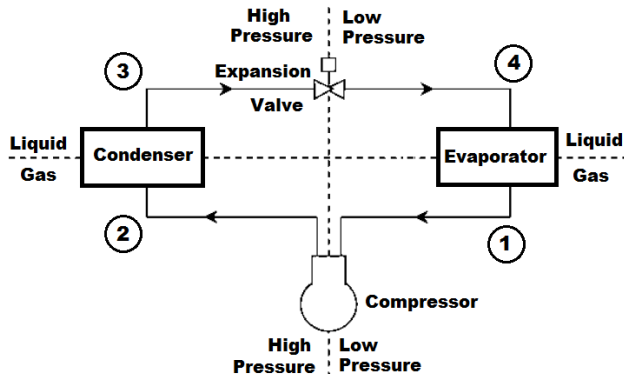 High Pressure
Low Pressure
3
Expansion Valve
4
Liquid
Gas
Condenser
Evaporator
Liquid
Gas
2
1
Compressor
High Pressure
Low Pressure